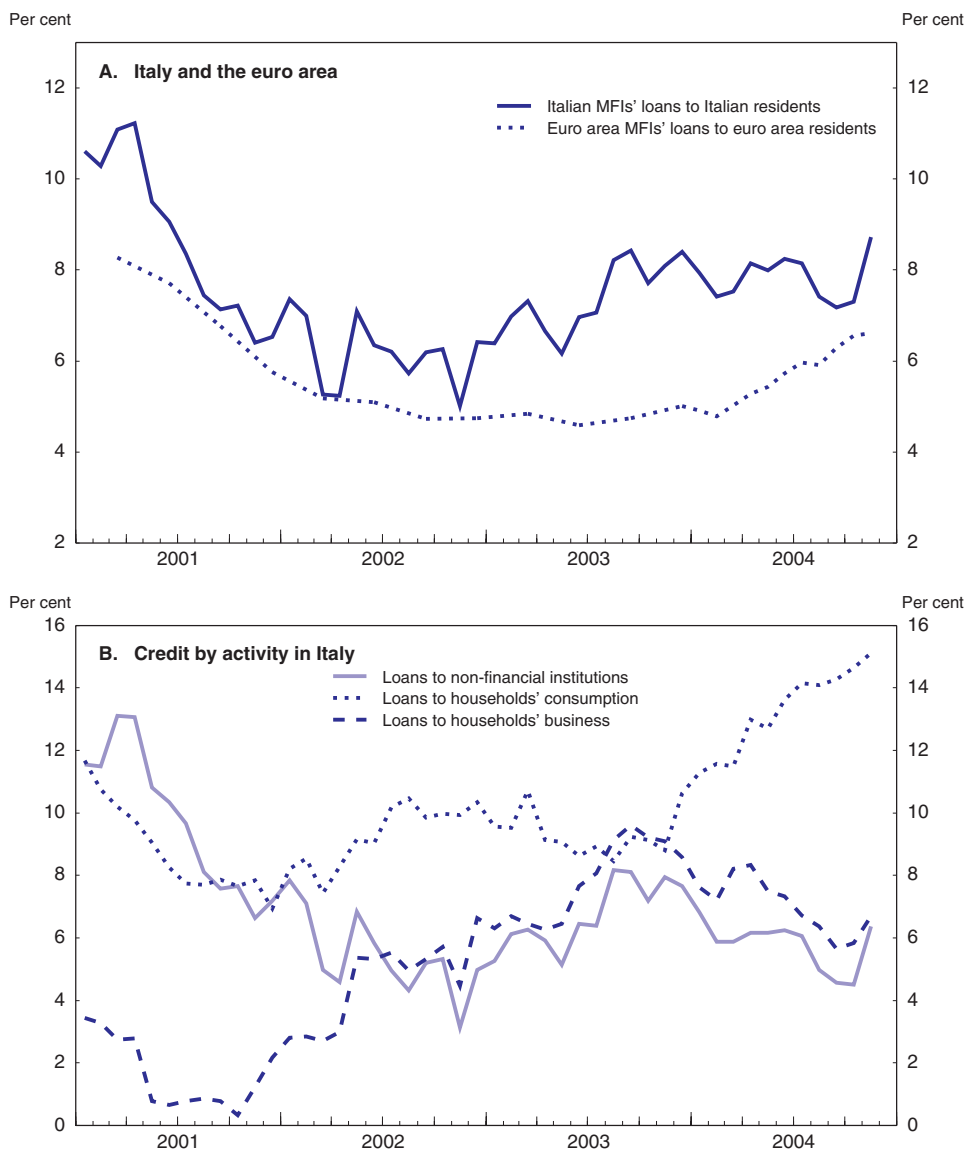 Per cent Per cent
A. Italy and the euro area
12 12
Italian MFIs' loans to Italian residents
Euro area MFIs' loans to euro area residents
10 10
8 8
6 6
4 4
2 2
2001 2002 2003 2004
Per cent Per cent
16 16
B. Credit by activity in Italy
Loans to non-financial institutions
14 14
Loans to households' consumption
Loans to households' business
12 12
10 10
8 8
6 6
4 4
2 2
0 0
2001 2002 2003 2004